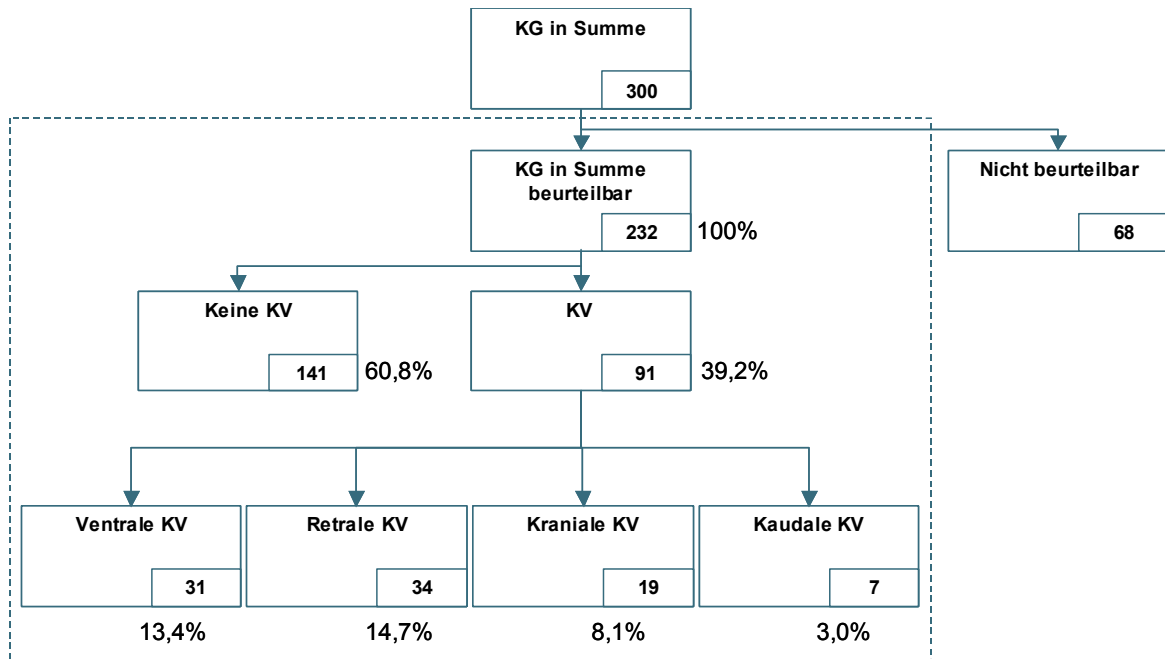 KG in Summe
300
KG in Summe
beurteilbar
232
100%
Nicht beurteilbar
68
Keine KV
141
60,8%
KV
91
39,2%
Ventrale KV
31
13,4%
Retrale KV
34
14,7%
Kraniale KV
19
8,1%
Kaudale KV
7
3,0%